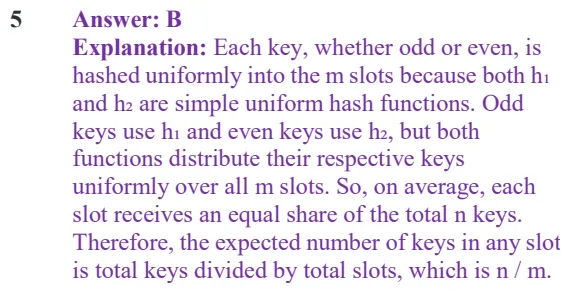 5 Answer: B
Explanation: Each key, whether odd or even, is
hashed uniformly into the m slots because both h₁
and h₂ are simple uniform hash functions. Odd
keys use h₁ and even keys use h₂, but both
functions distribute their respective keys
uniformly over all m slots. So, on average, each
slot receives an equal share of the total n keys.
Therefore, the expected number of keys in any slot
is total keys divided by total slots, which is n / m.